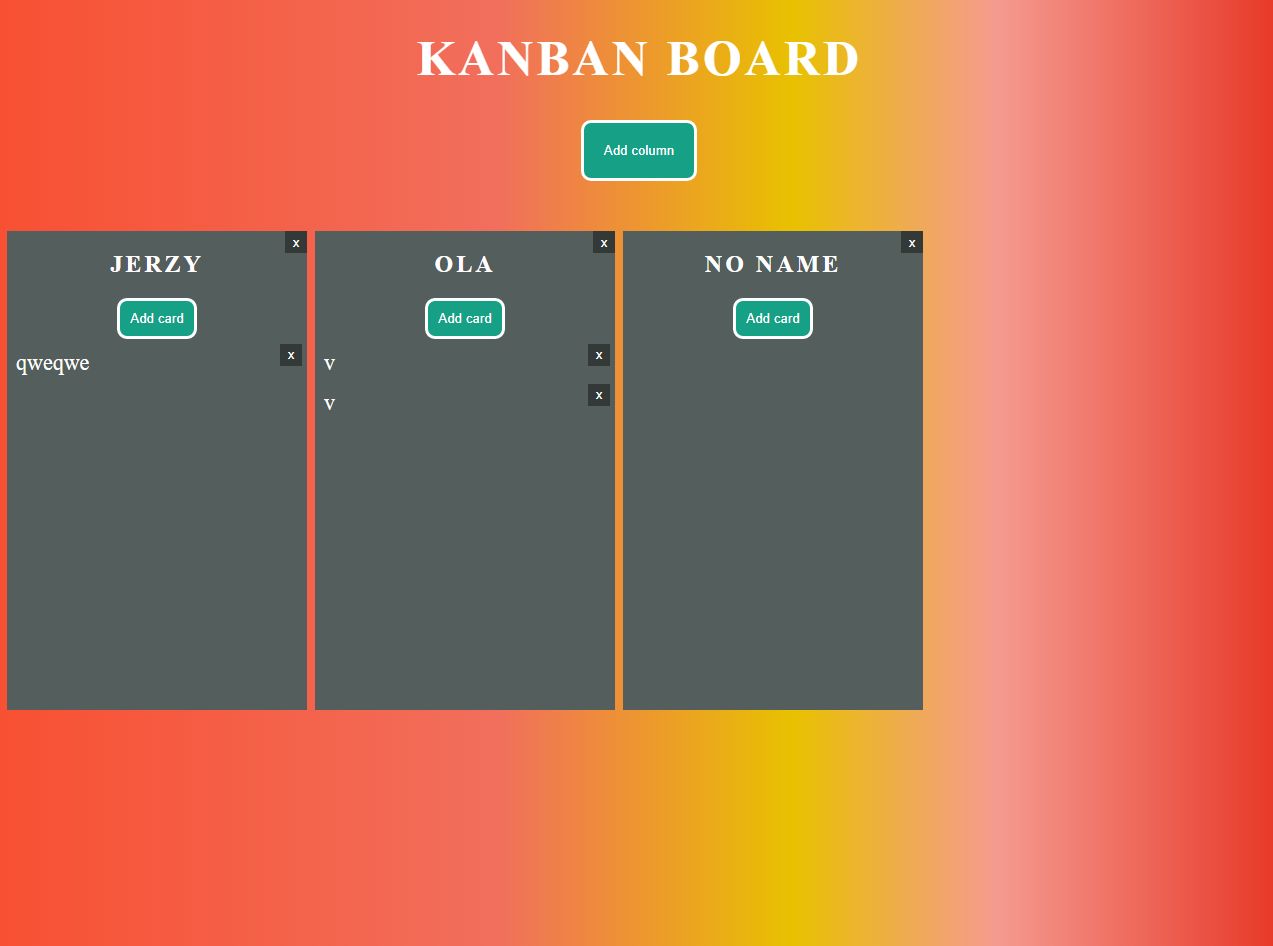 KANBAN BOARD
Add column
x
JERZY
Add card
qweqwe
x
x
OLA
Add card
v
x
v
x
x
NO NAME
Add card